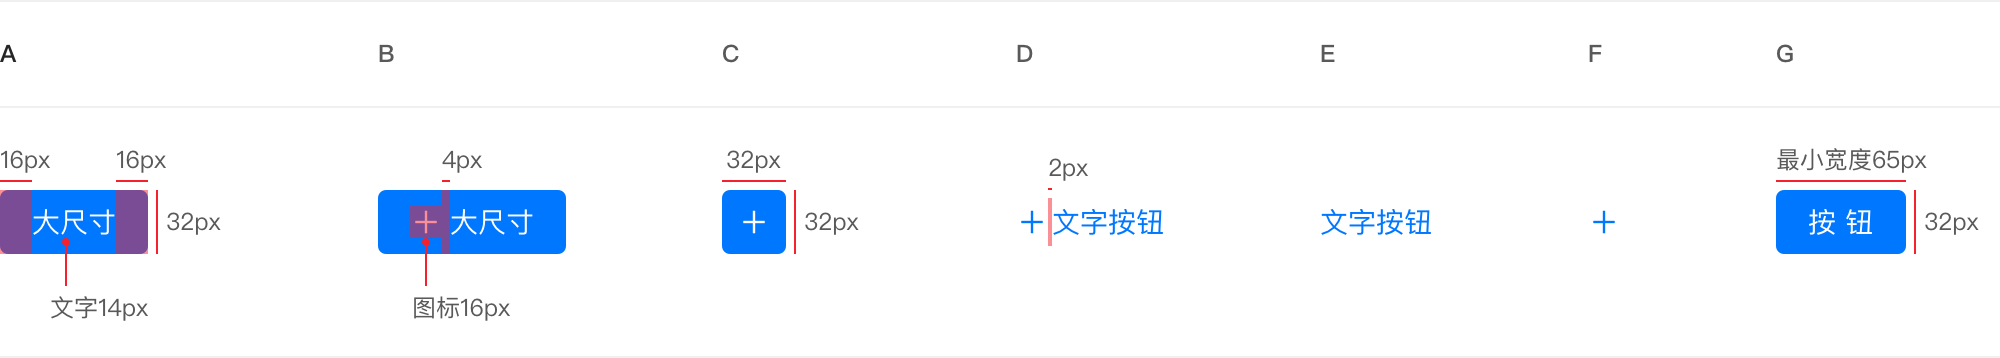 A B C D E F G
16px 16px 4px 32px 2px 最小宽度65px
大尺寸 32px 大尺寸 32px 文字按钮 文字按钮 按 钮 32px
文字14px 图标16px